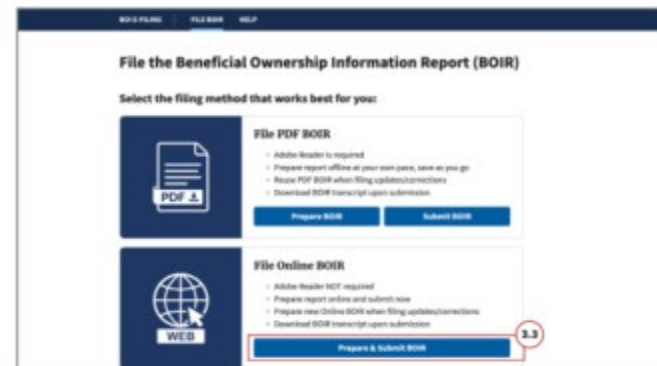 BOI E-FILING FILE BOIR HELP
File the Beneficial Ownership Information Report (BOIR)
Select the filing method that works best for you:
File PDF BOIR
Adobe Reader is required
Prepare report offline at your own pace, save as you go
Reuse PDF BOIR when filing updates/corrections
Download BOIR transcript upon submission
PDF
Prepare BOIR Submit BOIR
File Online BOIR
Adobe Reader NOT required
Prepare report online and submit now
Prepare new Online BOIR when filing updates/corrections
Download BOIR transcript upon submission
WEB
Prepare & Submit BOIR
3.3